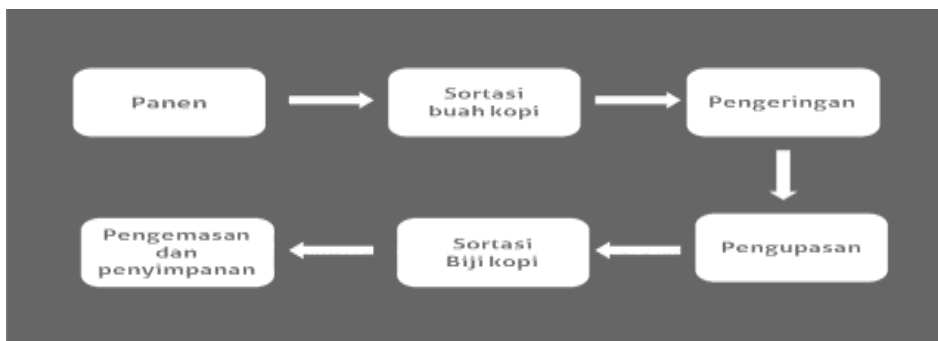 Panen
Sortasi
buah kopi
Pengeringan
Pengupasan
Sortasi
Biji kopi
Pengemasan
dan
penyimpanan